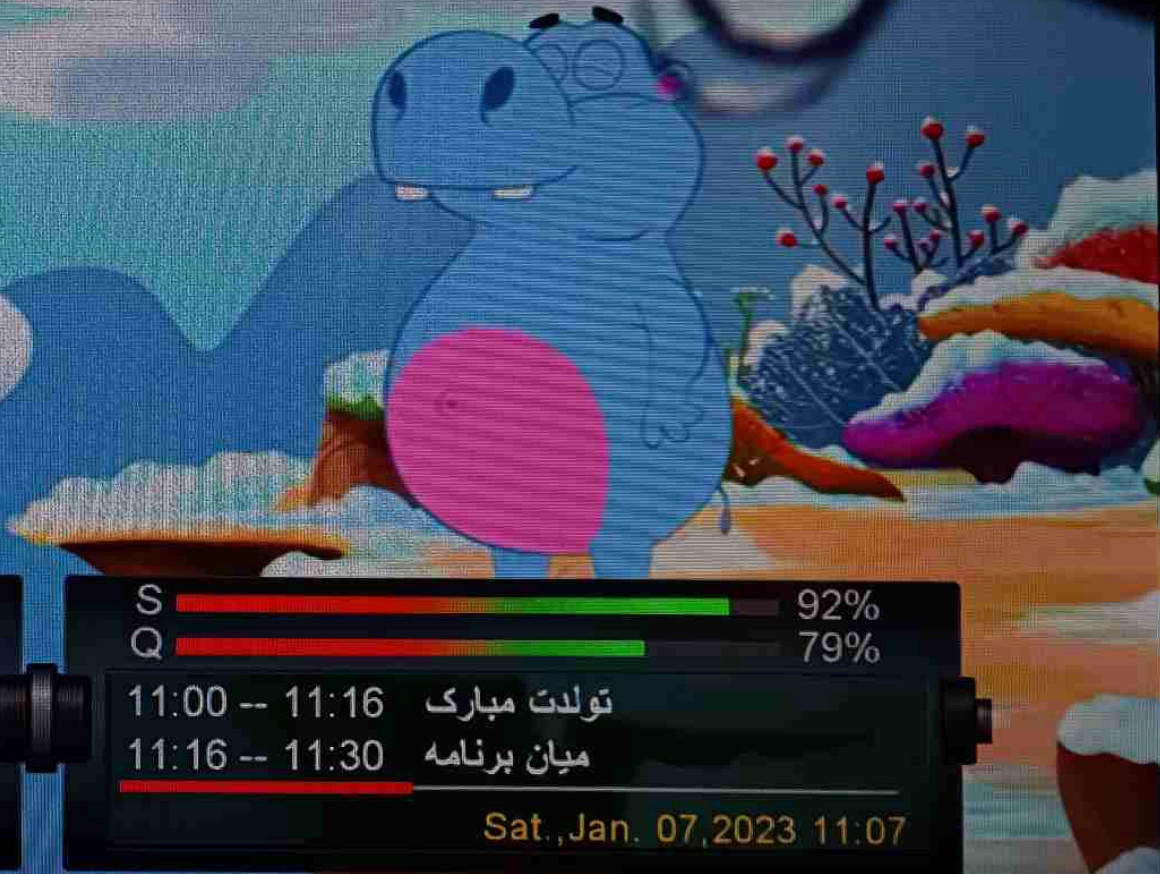 S 92%
Q 79%
11:00 -- 11:16 تولدت مبارک
11:16 -- 11:30 میان برنامه
Sat.,Jan. 07,2023 11:07